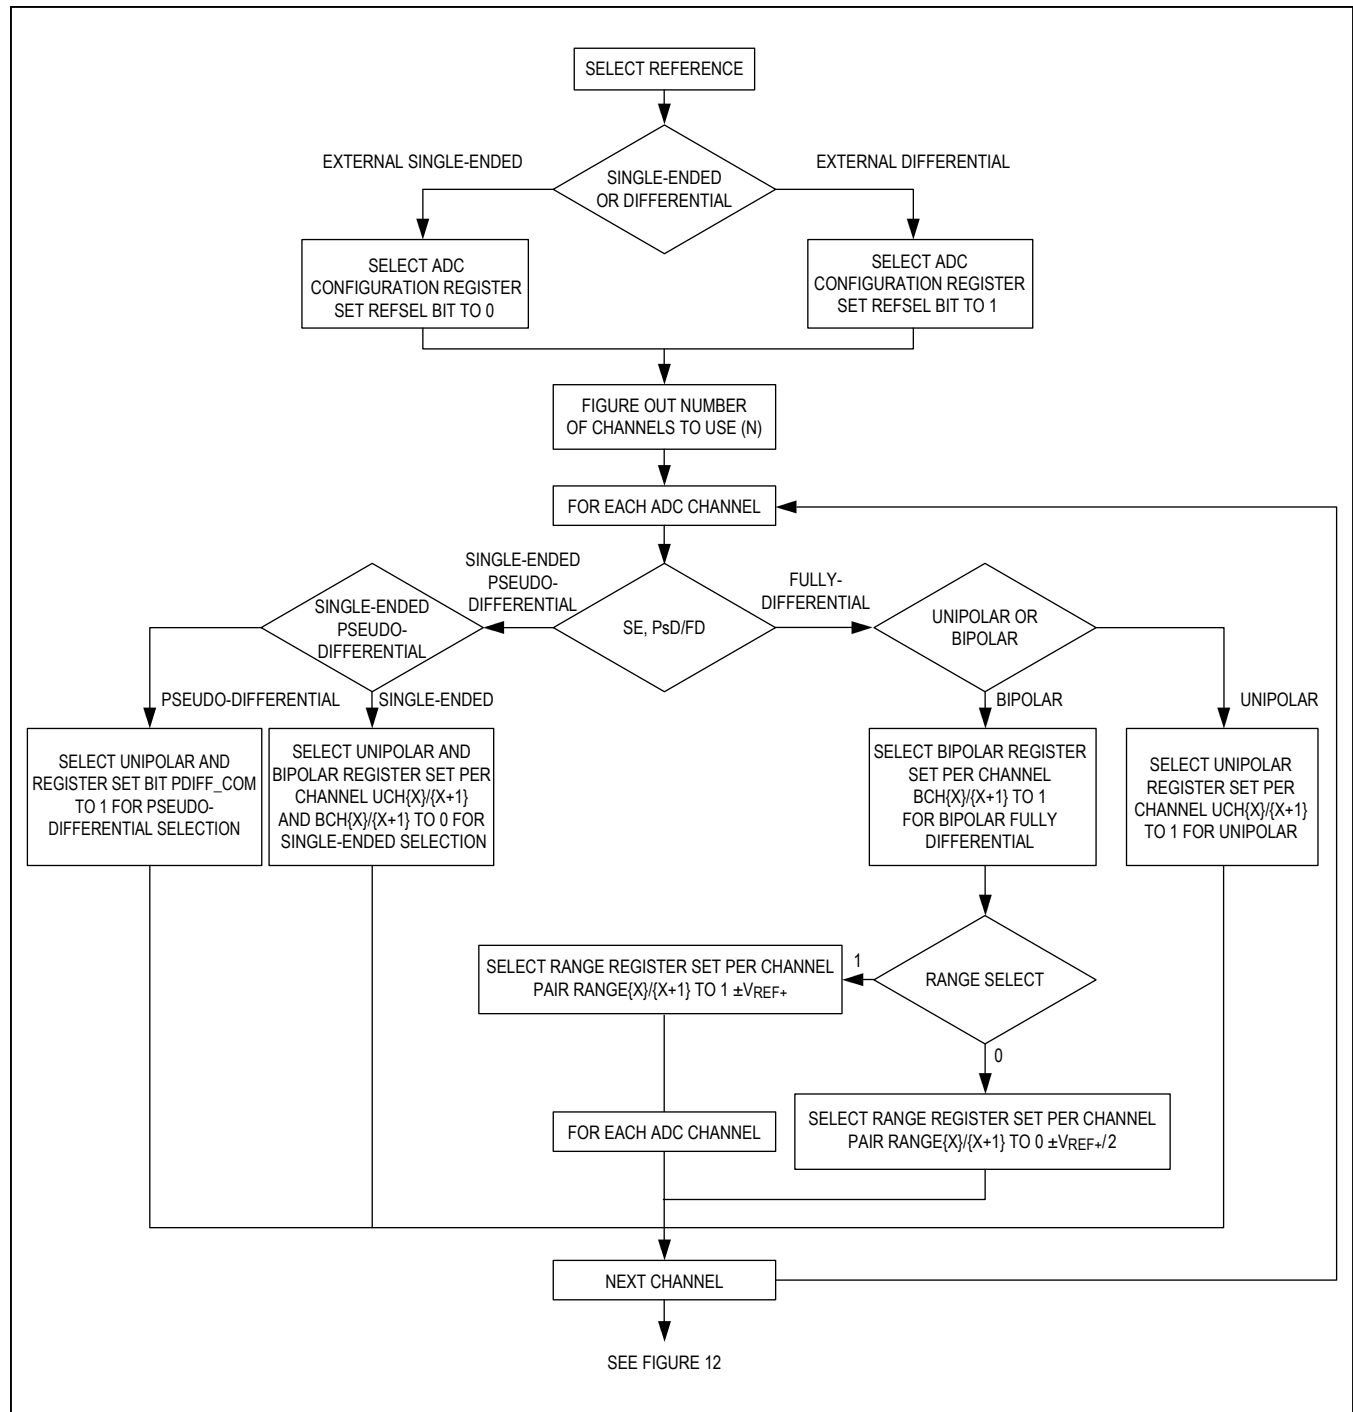 SELECT REFERENCE
EXTERNAL SINGLE-ENDED
EXTERNAL DIFFERENTIAL
SINGLE-ENDED
OR DIFFERENTIAL
SELECT ADC
CONFIGURATION REGISTER
SET REFSEL BIT TO 0
SELECT ADC
CONFIGURATION REGISTER
SET REFSEL BIT TO 1
FIGURE OUT NUMBER
OF CHANNELS TO USE (N)
FOR EACH ADC CHANNEL
SINGLE-ENDED
PSEUDO-
DIFFERENTIAL
FULLY-
DIFFERENTIAL
SINGLE-ENDED
PSEUDO-
DIFFERENTIAL
SE, PsD/FD
UNIPOLAR OR
BIPOLAR
PSEUDO-DIFFERENTIAL
SINGLE-ENDED
BIPOLAR
UNIPOLAR
SELECT UNIPOLAR AND
REGISTER SET BIT PDIFF_COM
TO 1 FOR PSEUDO-
DIFFERENTIAL SELECTION
SELECT UNIPOLAR AND
BIPOLAR REGISTER SET PER
CHANNEL UCH{X}/{X+1}
AND BCH{X}/{X+1} TO 0 FOR
SINGLE-ENDED SELECTION
SELECT BIPOLAR REGISTER
SET PER CHANNEL
BCH{X}/{X+1} TO 1
FOR BIPOLAR FULLY
DIFFERENTIAL
SELECT UNIPOLAR
REGISTER SET PER
CHANNEL UCH{X}/{X+1}
TO 1 FOR UNIPOLAR
SELECT RANGE REGISTER SET PER CHANNEL
PAIR RANGE{X}/{X+1} TO 1 ±VREF+
1
RANGE SELECT
0
FOR EACH ADC CHANNEL
SELECT RANGE REGISTER SET PER CHANNEL
PAIR RANGE{X}/{X+1} TO 0 ±VREF+/2
NEXT CHANNEL
SEE FIGURE 12